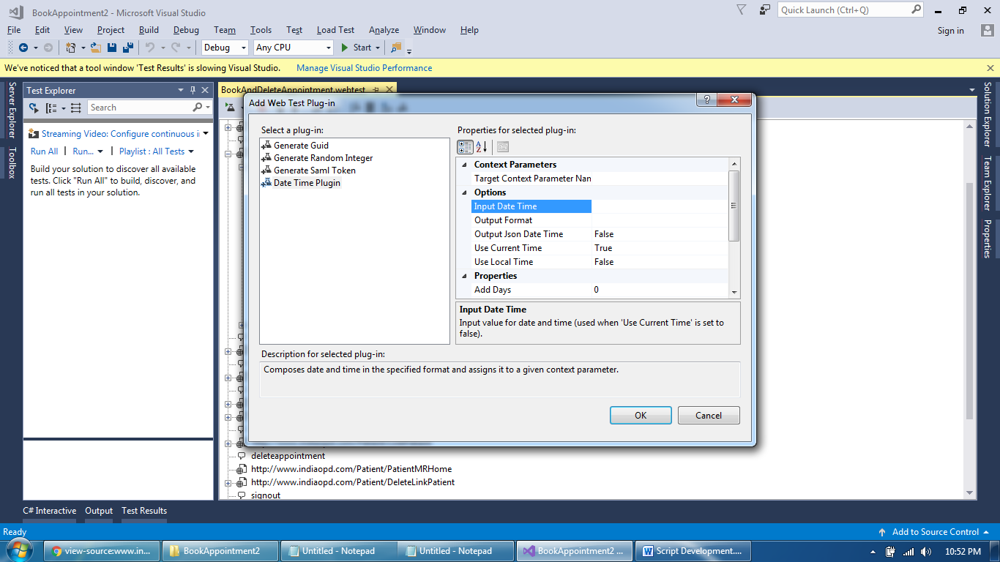 BookAppointment2 - Microsoft Visual Studio
Quick Launch (Ctrl+Q)
File Edit View Project Build Debug Team Tools Test Load Test Analyze Window Help
Sign in
Debug Any CPU Start
We've noticed that a tool window 'Test Results' is slowing Visual Studio. Manage Visual Studio Performance
Server Explorer
Toolbox
Test Explorer
Search
Streaming Video: Configure continuous i
Run All | Run... | Playlist : All Tests
Build your solution to discover all available
tests. Click "Run All" to build, discover, and
run all tests in your solution.
BookAndDeleteAppointment.webtest
Add Web Test Plug-in
Select a plug-in:
Generate Guid
Generate Random Integer
Generate Saml Token
Date Time Plugin
Properties for selected plug-in:
Context Parameters
Target Context Parameter Nan
Options
Input Date Time
Output Format
Output Json Date Time False
Use Current Time True
Use Local Time False
Properties
Add Days 0
Input Date Time
Input value for date and time (used when 'Use Current Time' is set to
false).
Description for selected plug-in:
Composes date and time in the specified format and assigns it to a given context parameter.
OK Cancel
deleteappointment
http://www.indiaopd.com/Patient/PatientMRHome
http://www.indiaopd.com/Patient/DeleteLinkPatient
signout
Solution Explorer
Team Explorer
Properties
C# Interactive Output Test Results
Ready
Add to Source Control
view-source:www.in... BookAppointment2 Untitled - Notepad Untitled - Notepad BookAppointment2 ... Script Development....
10:52 PM